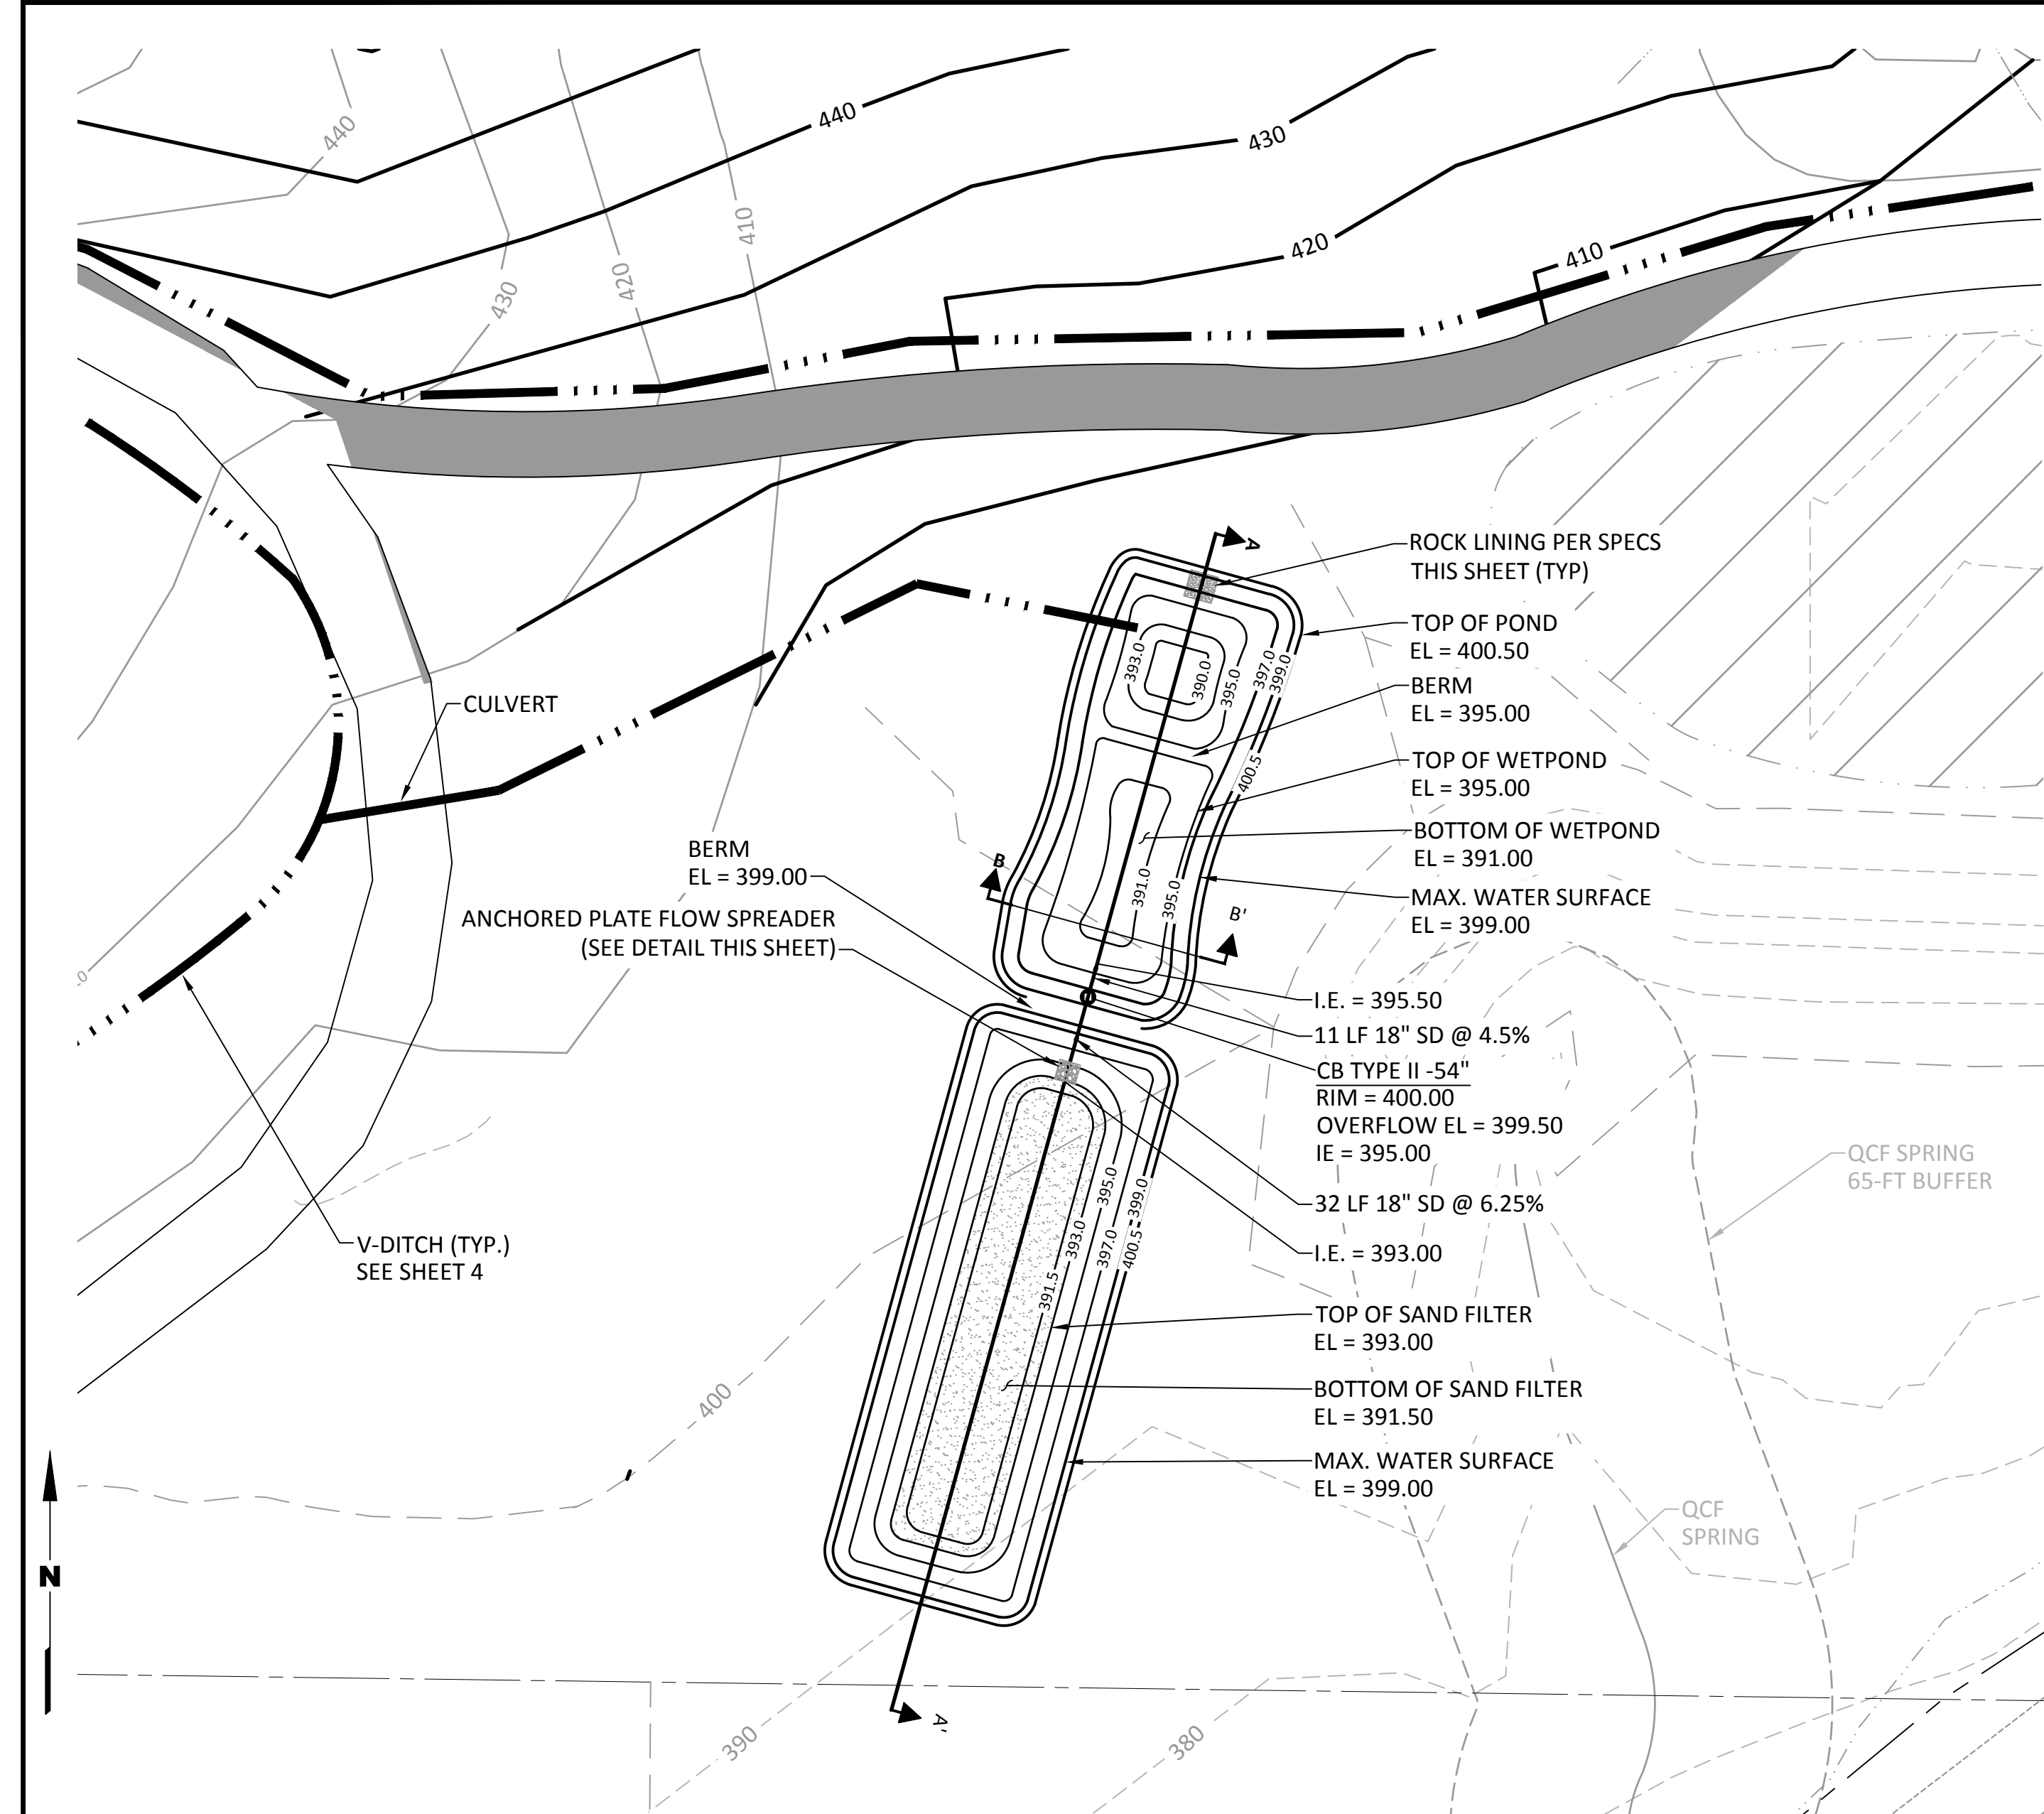 440
440
430
410
420
430
420
410
ROCK LINING PER SPECS
THIS SHEET (TYP)
A
TOP OF POND
EL = 400.50
BERM
EL = 395.00
TOP OF WETPOND
EL = 395.00
BOTTOM OF WETPOND
EL = 391.00
MAX. WATER SURFACE
EL = 399.00
393.0
390.0
395.0
397.0
399.0
400.5
391.0
395.0
CULVERT
BERM
EL = 399.00
B
B'
ANCHORED PLATE FLOW SPREADER
(SEE DETAIL THIS SHEET)
I.E. = 395.50
11 LF 18" SD @ 4.5%
CB TYPE II -54"
RIM = 400.00
OVERFLOW EL = 399.50
IE = 395.00
32 LF 18" SD @ 6.25%
I.E. = 393.00
QCF SPRING
65-FT BUFFER
V-DITCH (TYP.)
SEE SHEET 4
391.5
393.0
395.0
397.0
399.0
400.5
TOP OF SAND FILTER
EL = 393.00
BOTTOM OF SAND FILTER
EL = 391.50
MAX. WATER SURFACE
EL = 399.00
400
QCF
SPRING
N
A'
390
380